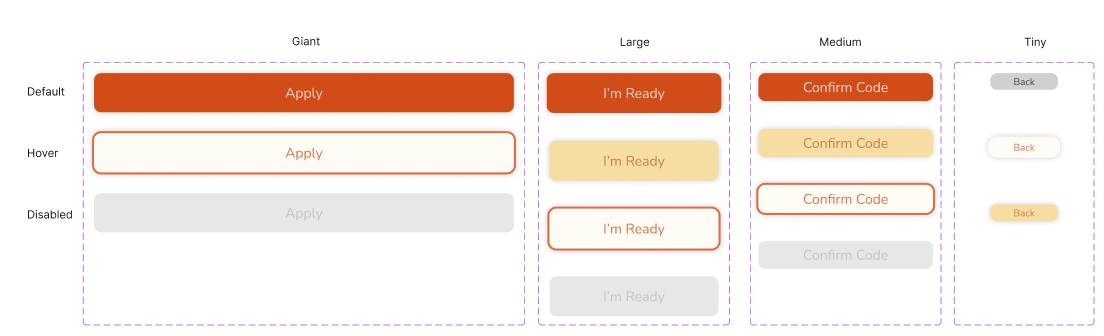 Giant
Large
Medium
Tiny
Default
Apply
I'm Ready
Confirm Code
Back
Hover
Apply
I'm Ready
Confirm Code
Back
Disabled
Apply
I'm Ready
Confirm Code
Back
I'm Ready
Confirm Code